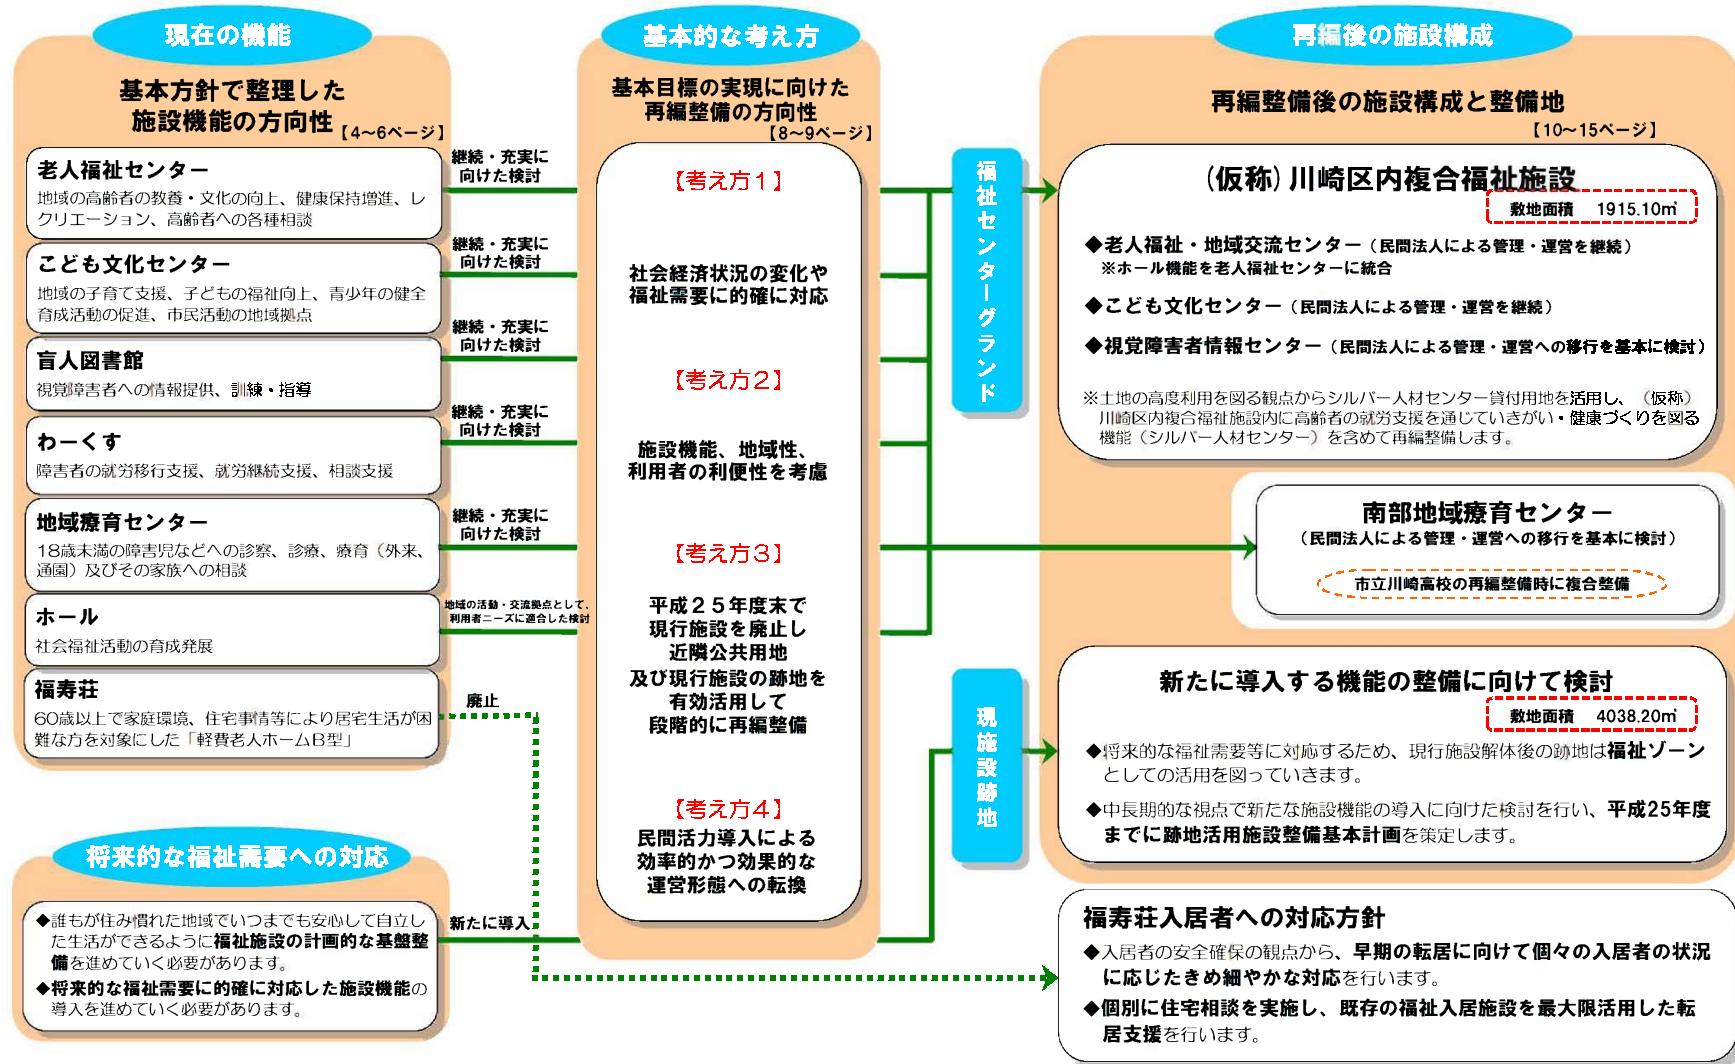 現在の機能
基本方針で整理した
施設機能の方向性
【4～6ページ】
老人福祉センター
地域の高齢者の教養・文化の向上、健康保持増進、レ
クリエーション、高齢者への各種相談
こども文化センター
地域の子育て支援、子どもの福祉向上、青少年の健全
育成活動の促進、市民活動の地域拠点
盲人図書館
視覚障害者への情報提供、訓練・指導
わーくす
障害者の就労移行支援、就労継続支援、相談支援
地域療育センター
18歳未満の障害児などへの診察、診療、療育（外来、
通園）及びその家族への相談
ホール
社会福祉活動の育成発展
福寿荘
60歳以上で家庭環境、住宅事情等により居宅生活が困
難な方を対象にした「軽費老人ホームB型」
継続・充実に
向けた検討
継続・充実に
向けた検討
継続・充実に
向けた検討
継続・充実に
向けた検討
継続・充実に
向けた検討
地域の活動・交流拠点として、
利用者ニーズに適合した検討
廃止
将来的な福祉需要への対応
◆誰もが住み慣れた地域でいつまでも安心して自立し
た生活ができるように福祉施設の計画的な基盤整
備を進めていく必要があります。
◆将来的な福祉需要に的確に対応した施設機能の
導入を進めていく必要があります。
新たに導入
基本的な考え方
基本目標の実現に向けた
再編整備の方向性
【8～9ページ】
【考え方1】
社会経済状況の変化や
福祉需要に的確に対応
【考え方2】
施設機能、地域性、
利用者の利便性を考慮
【考え方3】
平成25年度末で
現行施設を廃止し
近隣公共用地
及び現行施設の跡地を
有効活用して
段階的に再編整備
【考え方4】
民間活力導入による
効率的かつ効果的な
運営形態への転換
福祉センターグランド
現施設跡地
再編後の施設構成
再編整備後の施設構成と整備地
【10～15ページ】
(仮称)川崎区内複合福祉施設
敷地面積　1915.10㎡
◆老人福祉・地域交流センター（民間法人による管理・運営を継続）
※ホール機能を老人福祉センターに統合
◆こども文化センター（民間法人による管理・運営を継続）
◆視覚障害者情報センター（民間法人による管理・運営への移行を基本に検討）
※土地の高度利用を図る観点からシルバー人材センター貸付用地を活用し、（仮称）
川崎区内複合福祉施設内に高齢者の就労支援を通じていきがい・健康づくりを図る
機能（シルバー人材センター）を含めて再編整備します。
南部地域療育センター
（民間法人による管理・運営への移行を基本に検討）
市立川崎高校の再編整備時に複合整備
新たに導入する機能の整備に向けて検討
敷地面積　4038.20㎡
◆将来的な福祉需要等に対応するため、現行施設解体後の跡地は福祉ゾーン
としての活用を図っていきます。
◆中長期的な視点で新たな施設機能の導入に向けた検討を行い、平成25年度
までに跡地活用施設整備基本計画を策定します。
福寿荘入居者への対応方針
◆入居者の安全確保の観点から、早期の転居に向けて個々の入居者の状況
に応じたきめ細やかな対応を行います。
◆個別に住宅相談を実施し、既存の福祉入居施設を最大限活用した転
居支援を行います。